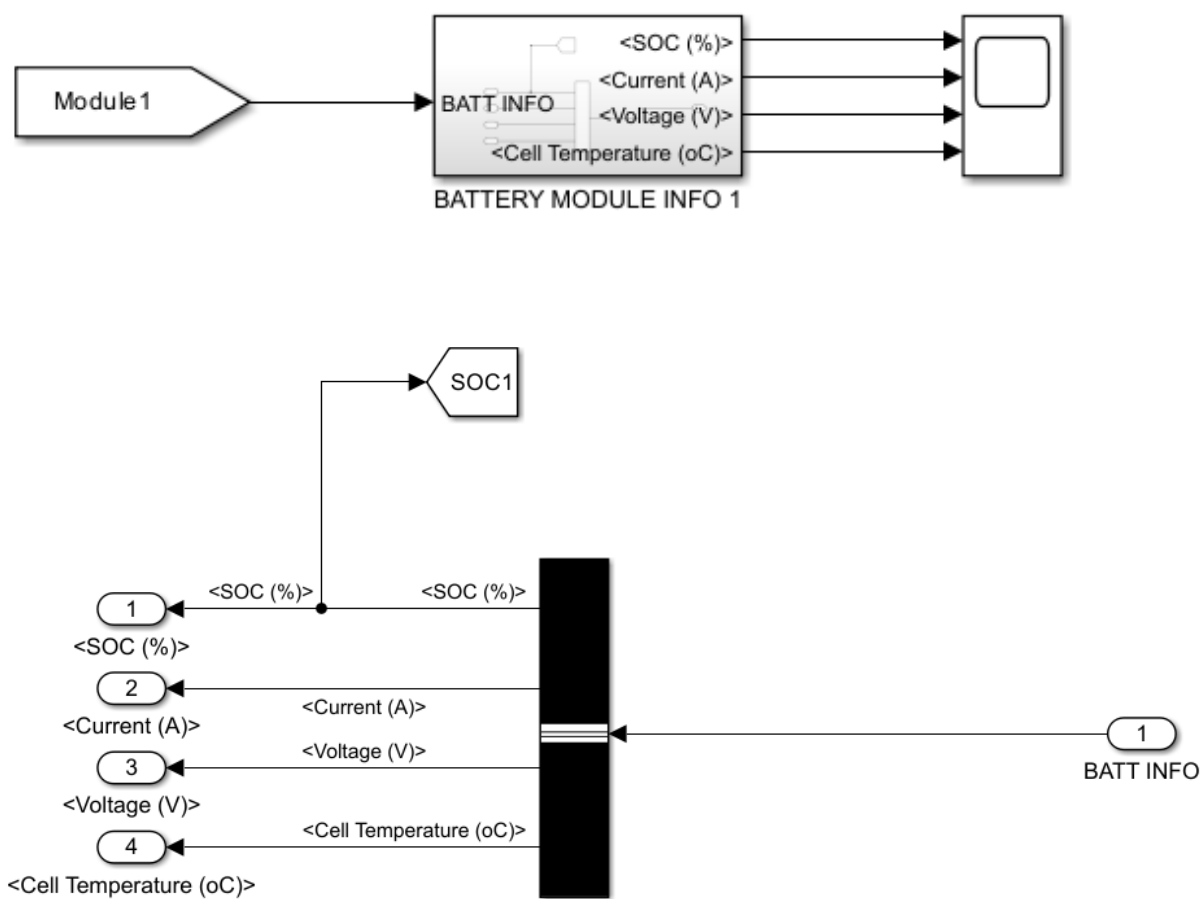 Module1
BATT INFO
<SOC (%)>
<Current (A)>
<Voltage (V)>
<Cell Temperature (oC)>
BATTERY MODULE INFO 1
SOC1
<SOC (%)>
<SOC (%)>
1
<SOC (%)>
2
<Current (A)>
<Current (A)>
<Voltage (V)>
3
<Voltage (V)>
<Cell Temperature (oC)>
4
<Cell Temperature (oC)>
1
BATT INFO